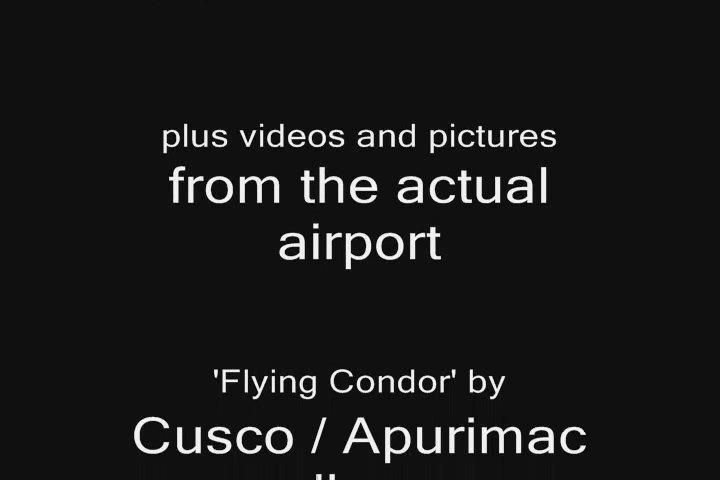 plus videos and pictures
from the actual
airport
'Flying Condor' by
Cusco / Apurimac